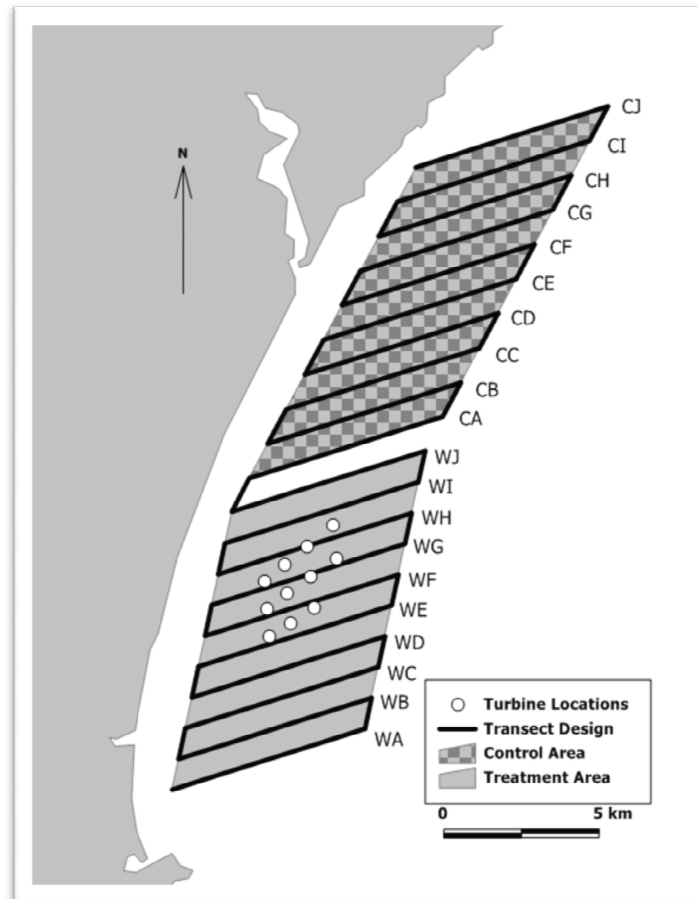 N
CJ
CI
CH
CG
CF
CE
CD
CC
CB
CA
WJ
WI
WH
WG
WF
WE
WD
WC
WB
WA
Turbine Locations
Transect Design
Control Area
Treatment Area
0 5 km